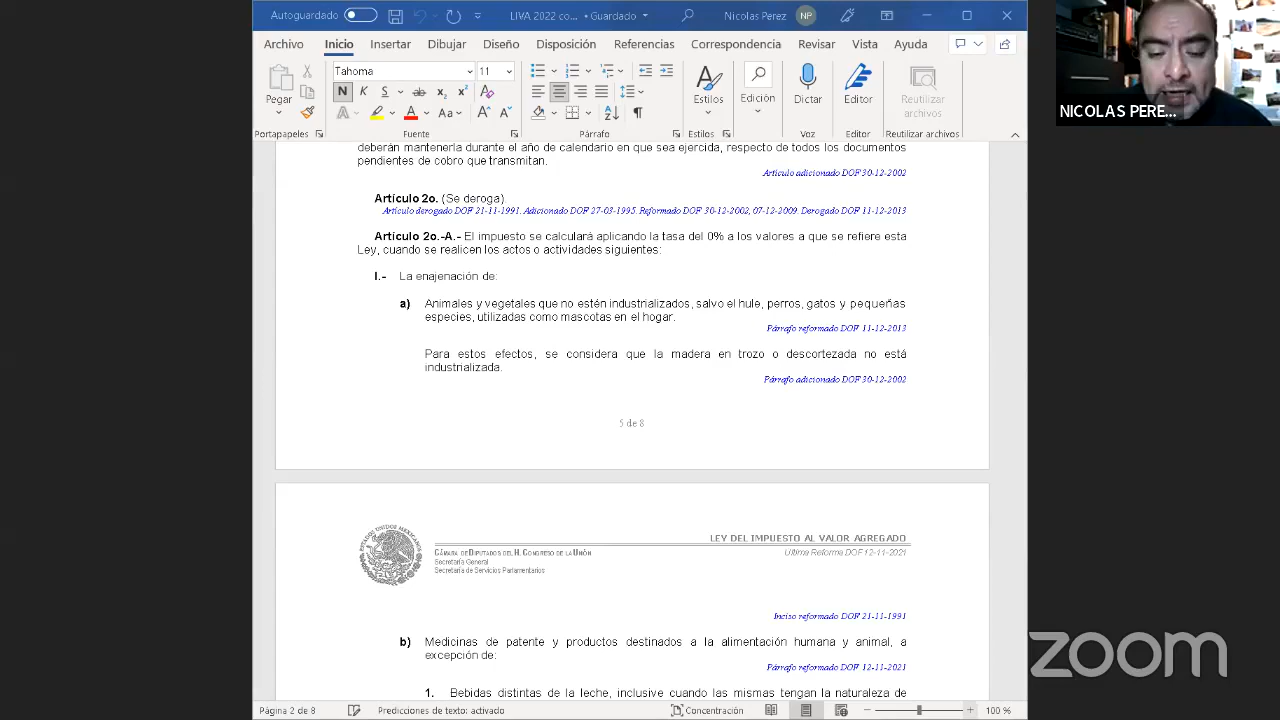 Autoguardado
LIVA 2022 co... • Guardado
Nicolas Perez
NP
Archivo
Inicio
Insertar
Dibujar
Diseño
Disposición
Referencias
Correspondencia
Revisar
Vista
Ayuda
Pegar
Tahoma
11
N K S ab x₂ x²
A Aa A A
Estilos
Edición
Dictar
Editor
Reutilizar archivos
Portapapeles
Fuente
Párrafo
Estilos
Voz
Editor
Reutilizar archivos
NICOLAS PERE...
deberán mantenerla durante el año de calendario en que sea ejercida, respecto de todos los documentos
pendientes de cobro que transmitan.
Artículo adicionado DOF 30-12-2002
Artículo 2o. (Se deroga)
Artículo derogado DOF 21-11-1991. Adicionado DOF 27-03-1995. Reformado DOF 30-12-2002, 07-12-2009. Derogado DOF 11-12-2013
Artículo 2o.-A.- El impuesto se calculará aplicando la tasa del 0% a los valores a que se refiere esta
Ley, cuando se realicen los actos o actividades siguientes:
I.- La enajenación de:
a) Animales y vegetales que no estén industrializados, salvo el hule, perros, gatos y pequeñas
especies, utilizadas como mascotas en el hogar.
Párrafo reformado DOF 11-12-2013
Para estos efectos, se considera que la madera en trozo o descortezada no está
industrializada.
Párrafo adicionado DOF 30-12-2002
5 de 8
ESTADOS UNIDOS MEXICANOS
LEY DEL IMPUESTO AL VALOR AGREGADO
CÁMARA DE DIPUTADOS DEL H. CONGRESO DE LA UNIÓN
Última Reforma DOF 12-11-2021
Secretaría General
Secretaría de Servicios Parlamentarios
Inciso reformado DOF 21-11-1991
b) Medicinas de patente y productos destinados a la alimentación humana y animal, a
excepción de:
Párrafo reformado DOF 12-11-2021
1. Bebidas distintas de la leche, inclusive cuando las mismas tengan la naturaleza de
zoom
Página 2 de 8
Predicciones de texto: activado
Concentración
100 %